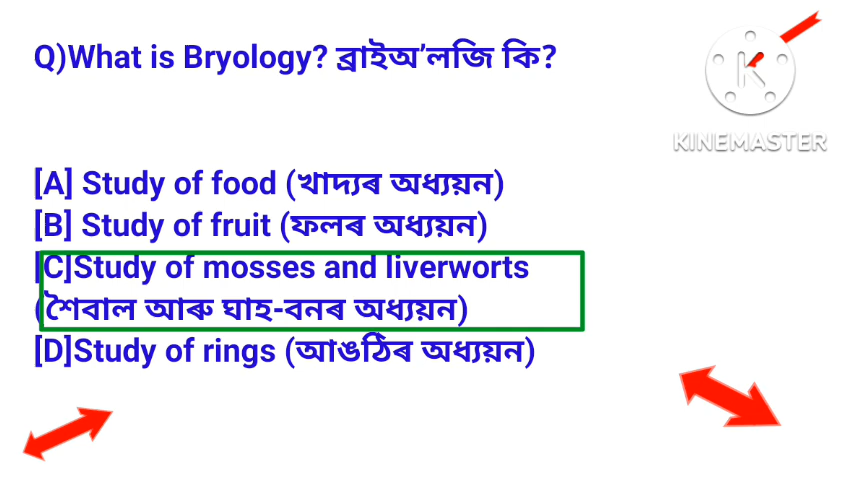 Q)What is Bryology? ব্ৰাইঅ’লজি কি?
KINEMASTER
[A] Study of food (খাদ্যৰ অধ্যয়ন)
[B] Study of fruit (ফলৰ অধ্যয়ন)
[C]Study of mosses and liverworts
(শৈবাল আৰু ঘাহ-বনৰ অধ্যয়ন)
[D]Study of rings (আঙঠিৰ অধ্যয়ন)